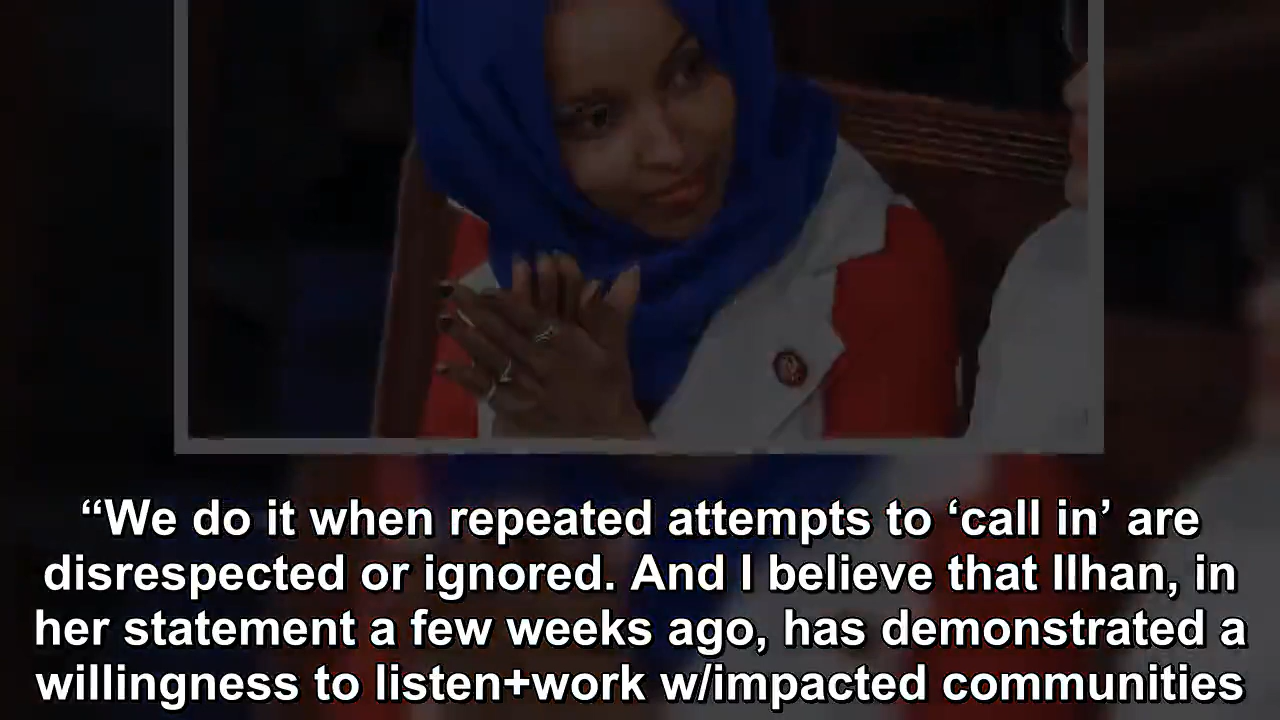 “We do it when repeated attempts to ‘call in’ are
disrespected or ignored. And I believe that Ilhan, in
her statement a few weeks ago, has demonstrated a
willingness to listen+work w/impacted communities